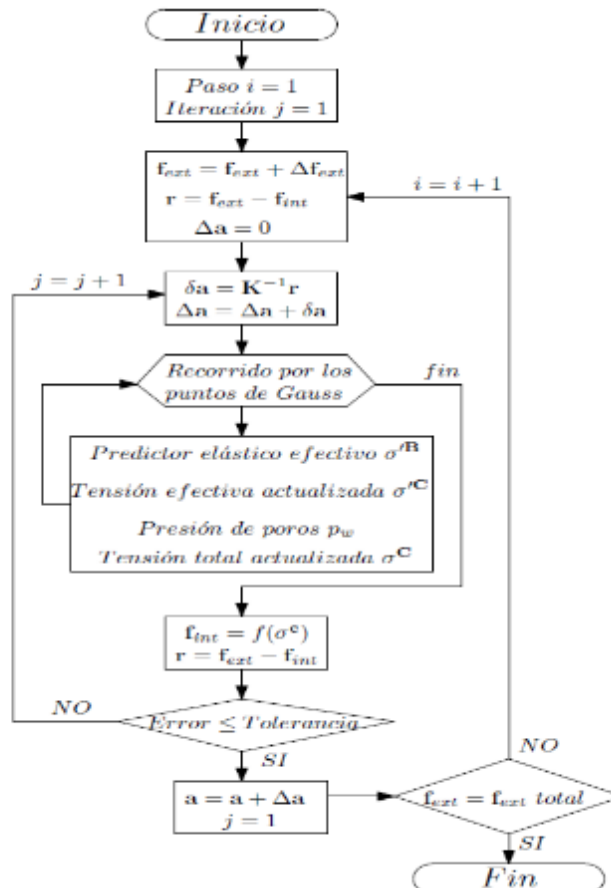 Inicio
Paso i = 1
Iteración j = 1
f_ext = f_ext + Δf_ext
r = f_ext − f_int
Δa = 0
i = i + 1
j = j + 1
δa = K⁻¹r
Δa = Δa + δa
Recorrido por los
puntos de Gauss
fin
Predictor elástico efectivo σ′ᴮ
Tensión efectiva actualizada σ′ᶜ
Presión de poros p_w
Tensión total actualizada σᶜ
f_int = f(σᶜ)
r = f_ext − f_int
NO
Error ≤ Tolerancia
SI
a = a + Δa
j = 1
NO
f_ext = f_ext total
SI
Fin